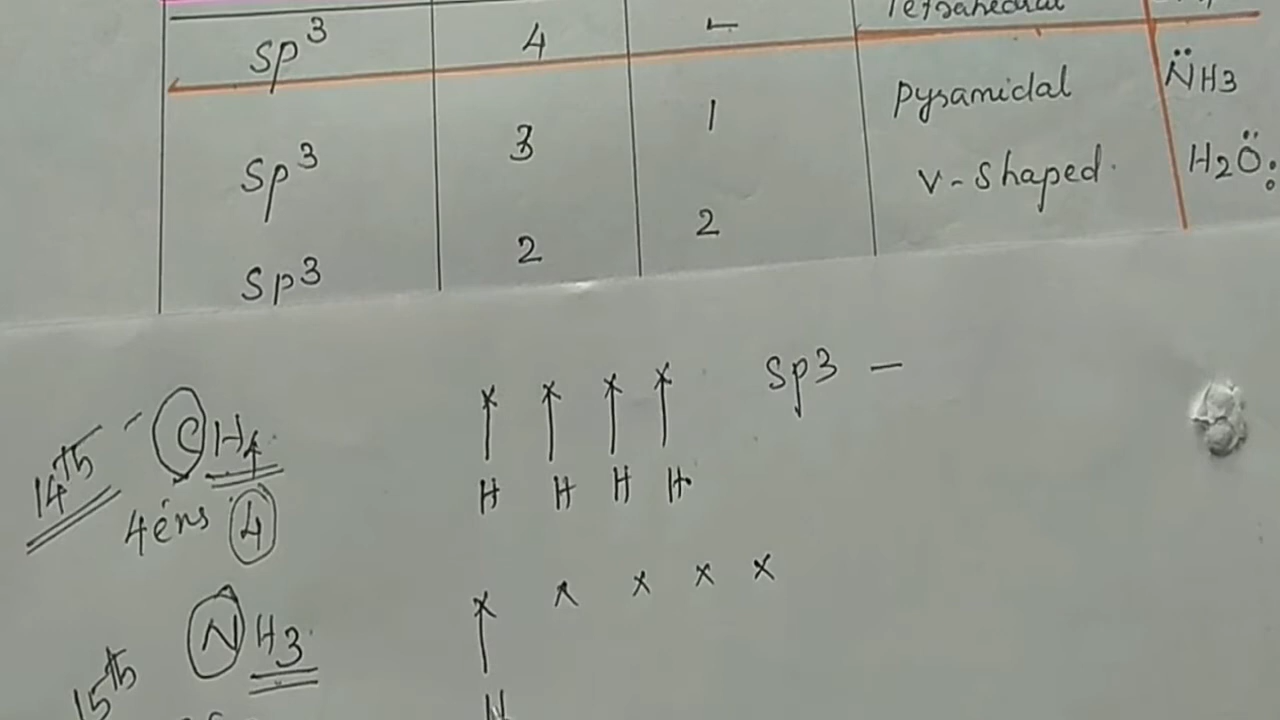 Sp3 4 – Tetrahedral
Sp3 3 1 Pyramidal N̈H3
Sp3 2 2 V-Shaped. H2Ö:
14th - CH4 x x x x Sp3 –
4éns 4 H H H H
15th NH3 x x x x x
H